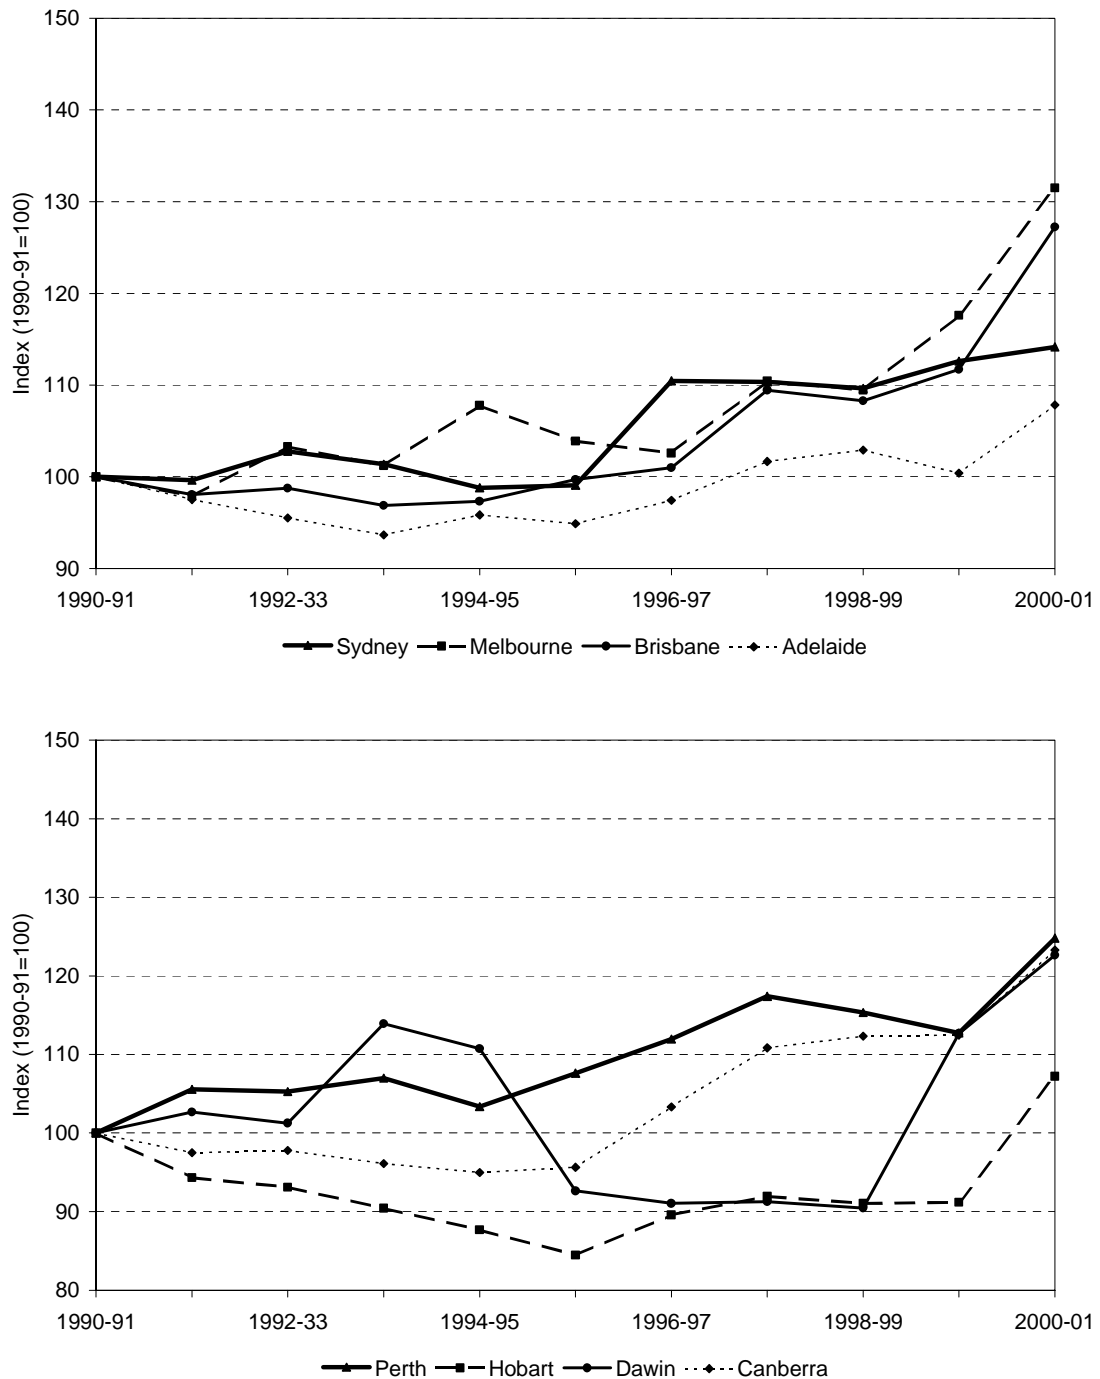 150
140
130
120
110
100
90
Index (1990-91=100)
1990-91 1992-33 1994-95 1996-97 1998-99 2000-01
Sydney Melbourne Brisbane Adelaide
150
140
130
120
110
100
90
80
Index (1990-91=100)
1990-91 1992-33 1994-95 1996-97 1998-99 2000-01
Perth Hobart Dawin Canberra